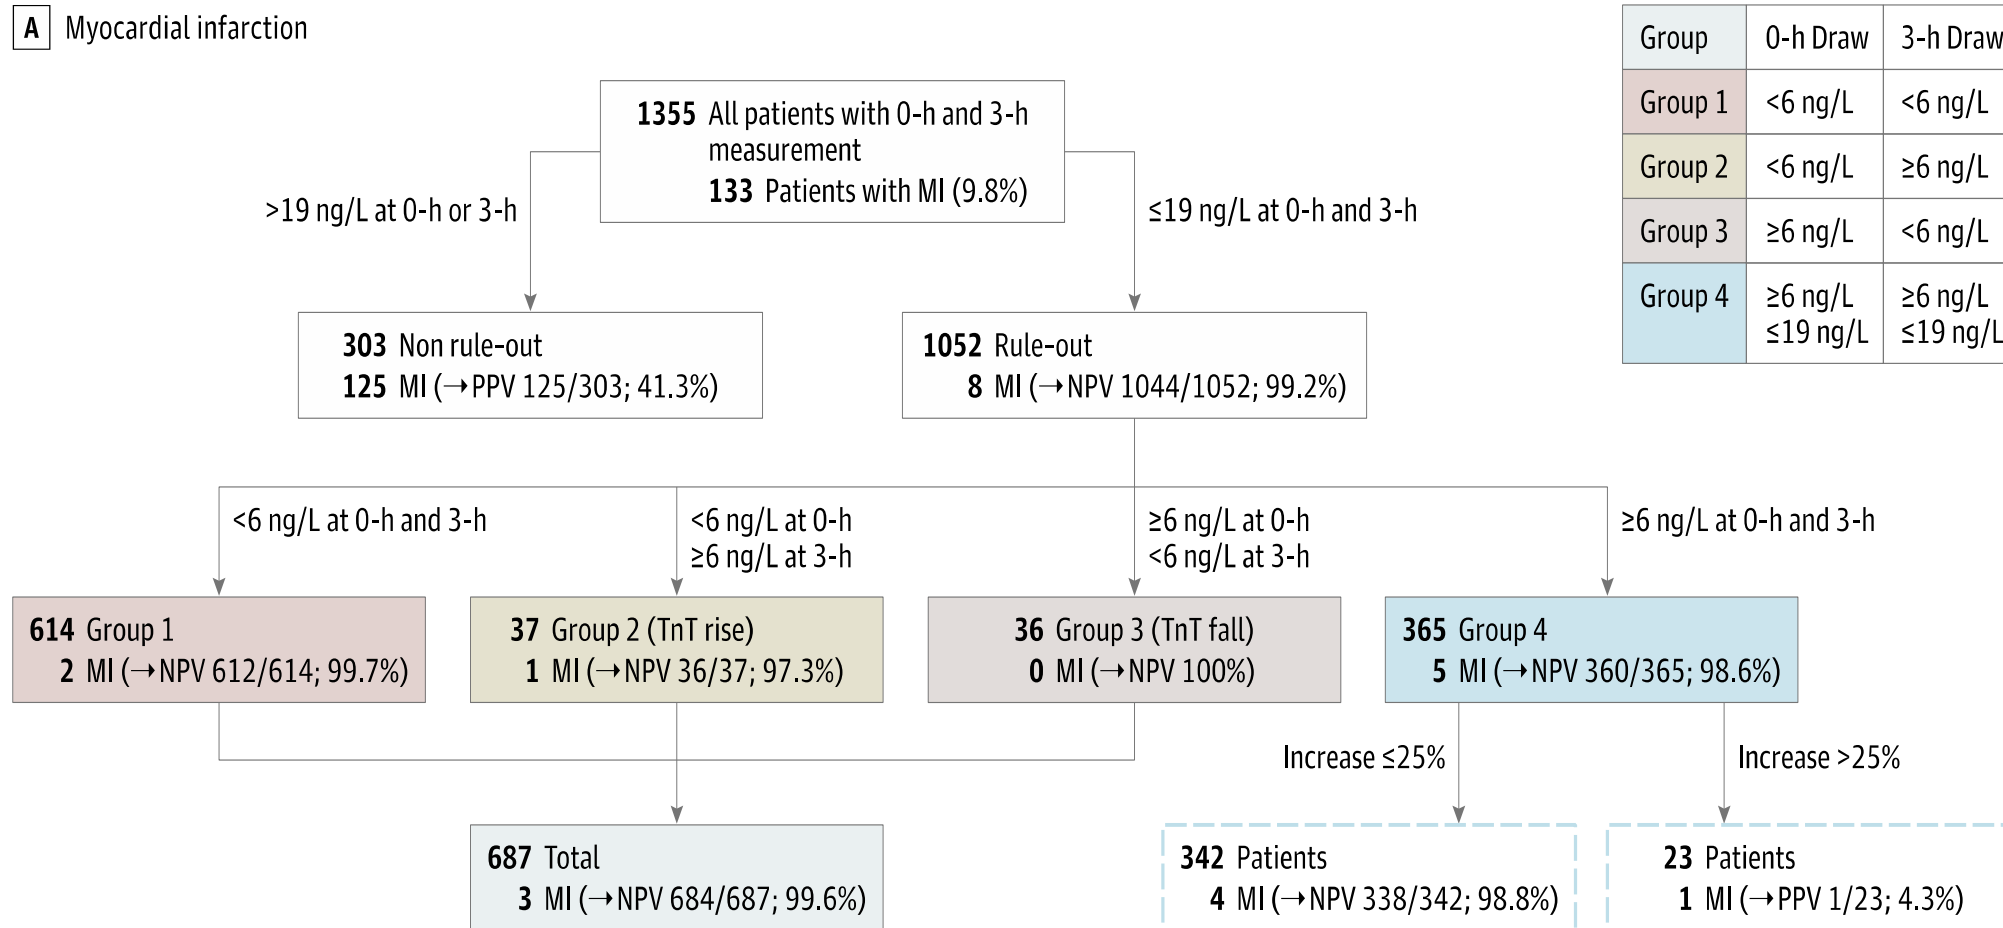 A Myocardial infarction
Group 0-h Draw 3-h Draw
Group 1 <6 ng/L <6 ng/L
Group 2 <6 ng/L ≥6 ng/L
Group 3 ≥6 ng/L <6 ng/L
Group 4 ≥6 ng/L ≥6 ng/L
≤19 ng/L ≤19 ng/L
1355 All patients with 0-h and 3-h
measurement
133 Patients with MI (9.8%)
>19 ng/L at 0-h or 3-h
≤19 ng/L at 0-h and 3-h
303 Non rule-out
125 MI (→PPV 125/303; 41.3%)
1052 Rule-out
8 MI (→NPV 1044/1052; 99.2%)
<6 ng/L at 0-h and 3-h
<6 ng/L at 0-h
≥6 ng/L at 3-h
≥6 ng/L at 0-h
<6 ng/L at 3-h
≥6 ng/L at 0-h and 3-h
614 Group 1
2 MI (→NPV 612/614; 99.7%)
37 Group 2 (TnT rise)
1 MI (→NPV 36/37; 97.3%)
36 Group 3 (TnT fall)
0 MI (→NPV 100%)
365 Group 4
5 MI (→NPV 360/365; 98.6%)
Increase ≤25%
Increase >25%
687 Total
3 MI (→NPV 684/687; 99.6%)
342 Patients
4 MI (→NPV 338/342; 98.8%)
23 Patients
1 MI (→PPV 1/23; 4.3%)